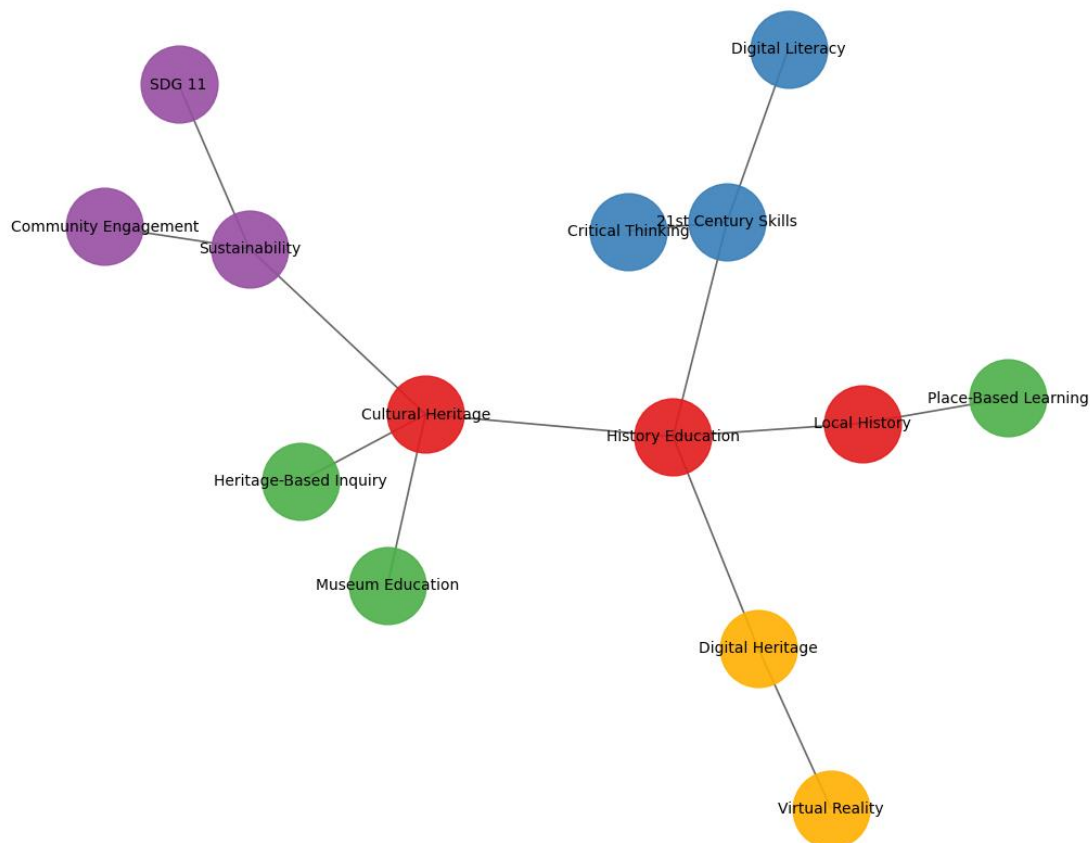 Digital Literacy
SDG 11
Community Engagement
21st Century Skills
Critical Thinking
Sustainability
Place-Based Learning
Cultural Heritage
Local History
History Education
Heritage-Based Inquiry
Museum Education
Digital Heritage
Virtual Reality